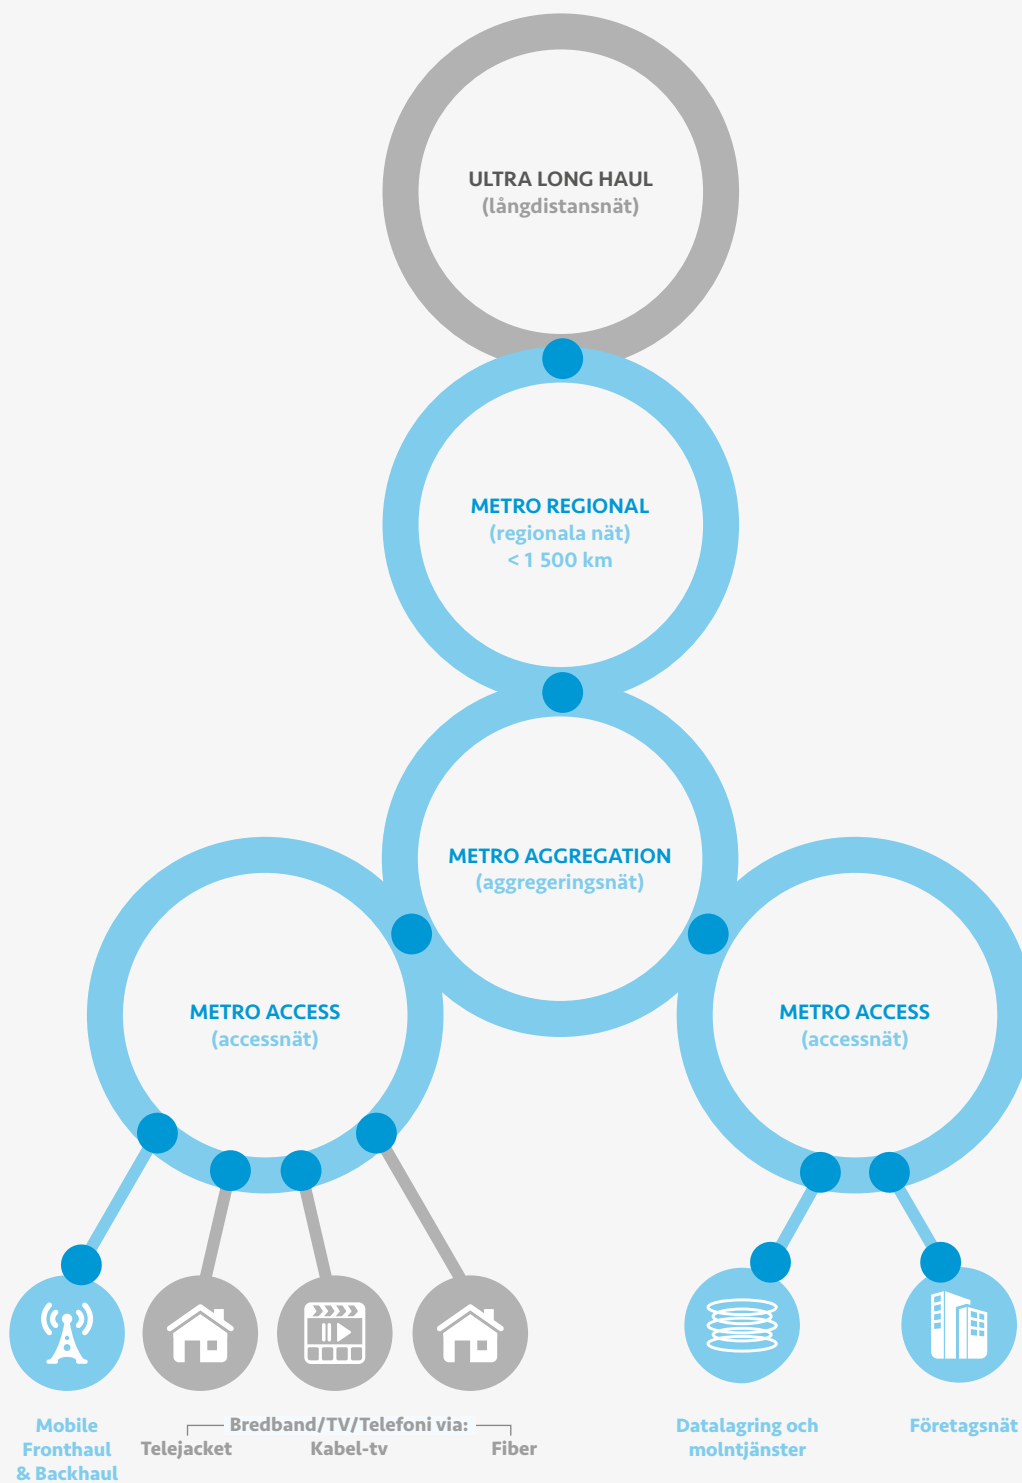 ULTRA LONG HAUL
(långdistansnät)
METRO REGIONAL
(regionala nät)
< 1 500 km
METRO AGGREGATION
(aggregeringsnät)
METRO ACCESS
(accessnät)
METRO ACCESS
(accessnät)
Mobile
Fronthaul
& Backhaul
Bredband/TV/Telefoni via:
Telejacket
Kabel-tv
Fiber
Datalagring och
molntjänster
Företagsnät